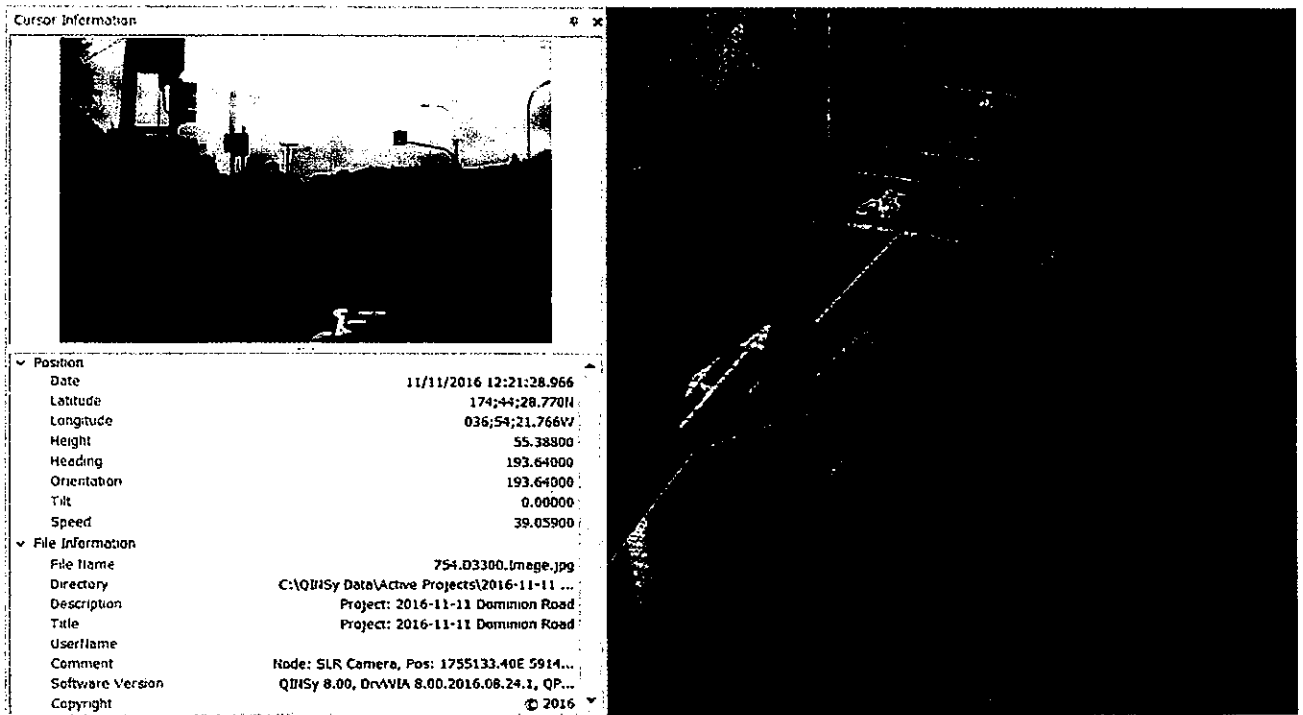 Cursor Information
Position
Date 11/11/2016 12:21:28.966
Latitude 174;44;28.770N
Longitude 036;54;21.766W
Height 55.38800
Heading 193.64000
Orientation 193.64000
Tilt 0.00000
Speed 39.05900
File Information
File Name 754.D3300.Image.jpg
Directory C:\QINSy Data\Active Projects\2016-11-11 ...
Description Project: 2016-11-11 Dominion Road
Title Project: 2016-11-11 Dominion Road
UserName
Comment Node: SLR Camera, Pos: 1755133.40E 5914...
Software Version QINSy 8.00, DrvAVIA 8.00.2016.08.24.1, QP...
Copyright © 2016